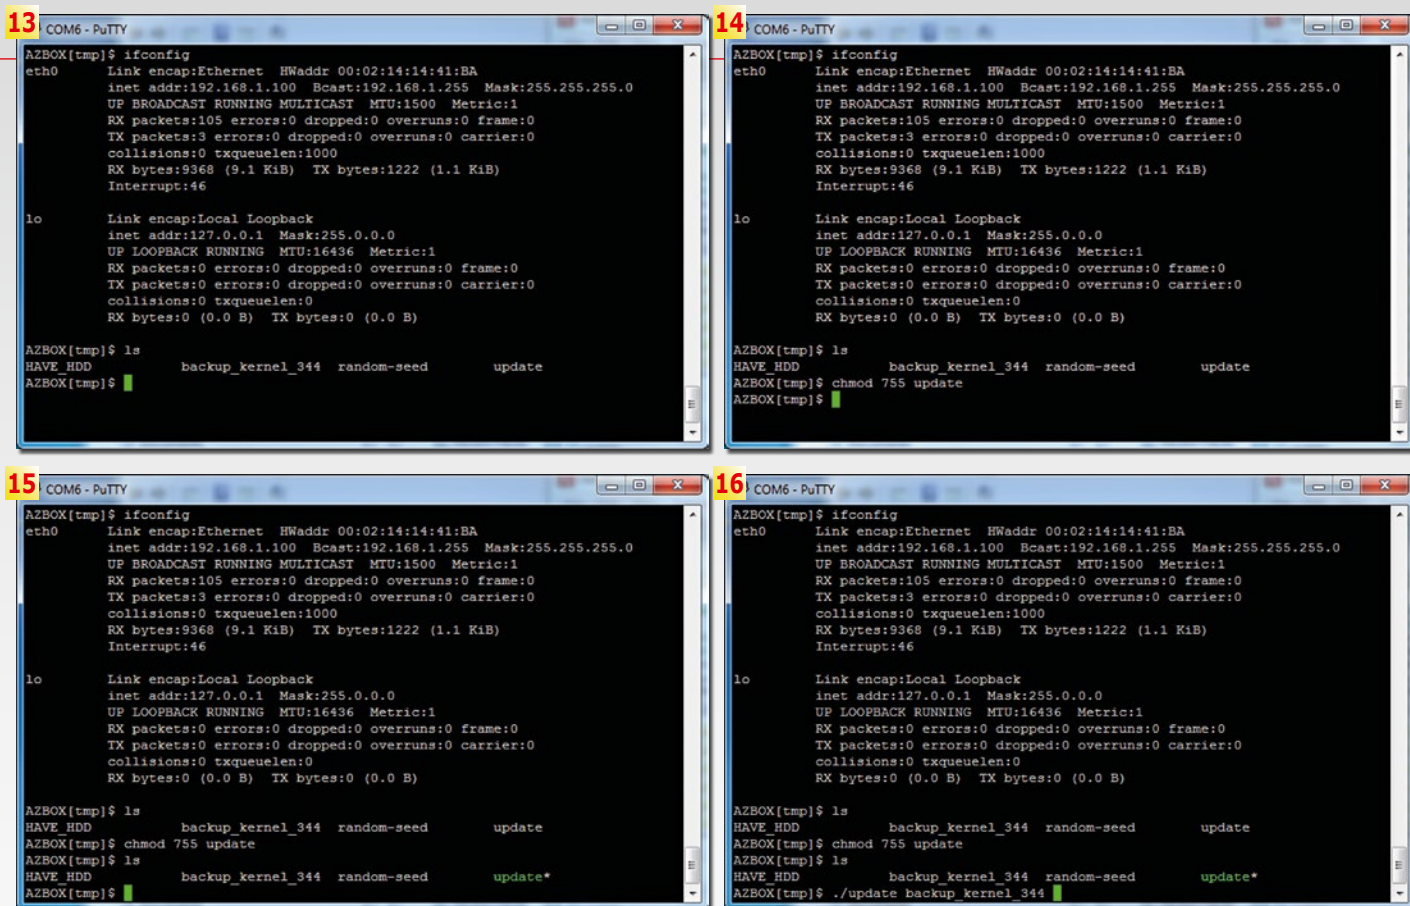 13 COM6 - PuTTY
AZBOX[tmp]$ ifconfig
eth0 Link encap:Ethernet HWaddr 00:02:14:14:41:BA
inet addr:192.168.1.100 Bcast:192.168.1.255 Mask:255.255.255.0
UP BROADCAST RUNNING MULTICAST MTU:1500 Metric:1
RX packets:105 errors:0 dropped:0 overruns:0 frame:0
TX packets:3 errors:0 dropped:0 overruns:0 carrier:0
collisions:0 txqueuelen:1000
RX bytes:9368 (9.1 KiB) TX bytes:1222 (1.1 KiB)
Interrupt:46
lo Link encap:Local Loopback
inet addr:127.0.0.1 Mask:255.0.0.0
UP LOOPBACK RUNNING MTU:16436 Metric:1
RX packets:0 errors:0 dropped:0 overruns:0 frame:0
TX packets:0 errors:0 dropped:0 overruns:0 carrier:0
collisions:0 txqueuelen:0
RX bytes:0 (0.0 B) TX bytes:0 (0.0 B)
AZBOX[tmp]$ ls
HAVE_HDD backup_kernel_344 random-seed update
AZBOX[tmp]$
14 COM6 - PuTTY
AZBOX[tmp]$ ifconfig
eth0 Link encap:Ethernet HWaddr 00:02:14:14:41:BA
inet addr:192.168.1.100 Bcast:192.168.1.255 Mask:255.255.255.0
UP BROADCAST RUNNING MULTICAST MTU:1500 Metric:1
RX packets:105 errors:0 dropped:0 overruns:0 frame:0
TX packets:3 errors:0 dropped:0 overruns:0 carrier:0
collisions:0 txqueuelen:1000
RX bytes:9368 (9.1 KiB) TX bytes:1222 (1.1 KiB)
Interrupt:46
lo Link encap:Local Loopback
inet addr:127.0.0.1 Mask:255.0.0.0
UP LOOPBACK RUNNING MTU:16436 Metric:1
RX packets:0 errors:0 dropped:0 overruns:0 frame:0
TX packets:0 errors:0 dropped:0 overruns:0 carrier:0
collisions:0 txqueuelen:0
RX bytes:0 (0.0 B) TX bytes:0 (0.0 B)
AZBOX[tmp]$ ls
HAVE_HDD backup_kernel_344 random-seed update
AZBOX[tmp]$ chmod 755 update
AZBOX[tmp]$
15 COM6 - PuTTY
AZBOX[tmp]$ ifconfig
eth0 Link encap:Ethernet HWaddr 00:02:14:14:41:BA
inet addr:192.168.1.100 Bcast:192.168.1.255 Mask:255.255.255.0
UP BROADCAST RUNNING MULTICAST MTU:1500 Metric:1
RX packets:105 errors:0 dropped:0 overruns:0 frame:0
TX packets:3 errors:0 dropped:0 overruns:0 carrier:0
collisions:0 txqueuelen:1000
RX bytes:9368 (9.1 KiB) TX bytes:1222 (1.1 KiB)
Interrupt:46
lo Link encap:Local Loopback
inet addr:127.0.0.1 Mask:255.0.0.0
UP LOOPBACK RUNNING MTU:16436 Metric:1
RX packets:0 errors:0 dropped:0 overruns:0 frame:0
TX packets:0 errors:0 dropped:0 overruns:0 carrier:0
collisions:0 txqueuelen:0
RX bytes:0 (0.0 B) TX bytes:0 (0.0 B)
AZBOX[tmp]$ ls
HAVE_HDD backup_kernel_344 random-seed update
AZBOX[tmp]$ chmod 755 update
AZBOX[tmp]$ ls
HAVE_HDD backup_kernel_344 random-seed update*
AZBOX[tmp]$
16 COM6 - PuTTY
AZBOX[tmp]$ ifconfig
eth0 Link encap:Ethernet HWaddr 00:02:14:14:41:BA
inet addr:192.168.1.100 Bcast:192.168.1.255 Mask:255.255.255.0
UP BROADCAST RUNNING MULTICAST MTU:1500 Metric:1
RX packets:105 errors:0 dropped:0 overruns:0 frame:0
TX packets:3 errors:0 dropped:0 overruns:0 carrier:0
collisions:0 txqueuelen:1000
RX bytes:9368 (9.1 KiB) TX bytes:1222 (1.1 KiB)
Interrupt:46
lo Link encap:Local Loopback
inet addr:127.0.0.1 Mask:255.0.0.0
UP LOOPBACK RUNNING MTU:16436 Metric:1
RX packets:0 errors:0 dropped:0 overruns:0 frame:0
TX packets:0 errors:0 dropped:0 overruns:0 carrier:0
collisions:0 txqueuelen:0
RX bytes:0 (0.0 B) TX bytes:0 (0.0 B)
AZBOX[tmp]$ ls
HAVE_HDD backup_kernel_344 random-seed update
AZBOX[tmp]$ chmod 755 update
AZBOX[tmp]$ ls
HAVE_HDD backup_kernel_344 random-seed update*
AZBOX[tmp]$ ./update backup_kernel_344